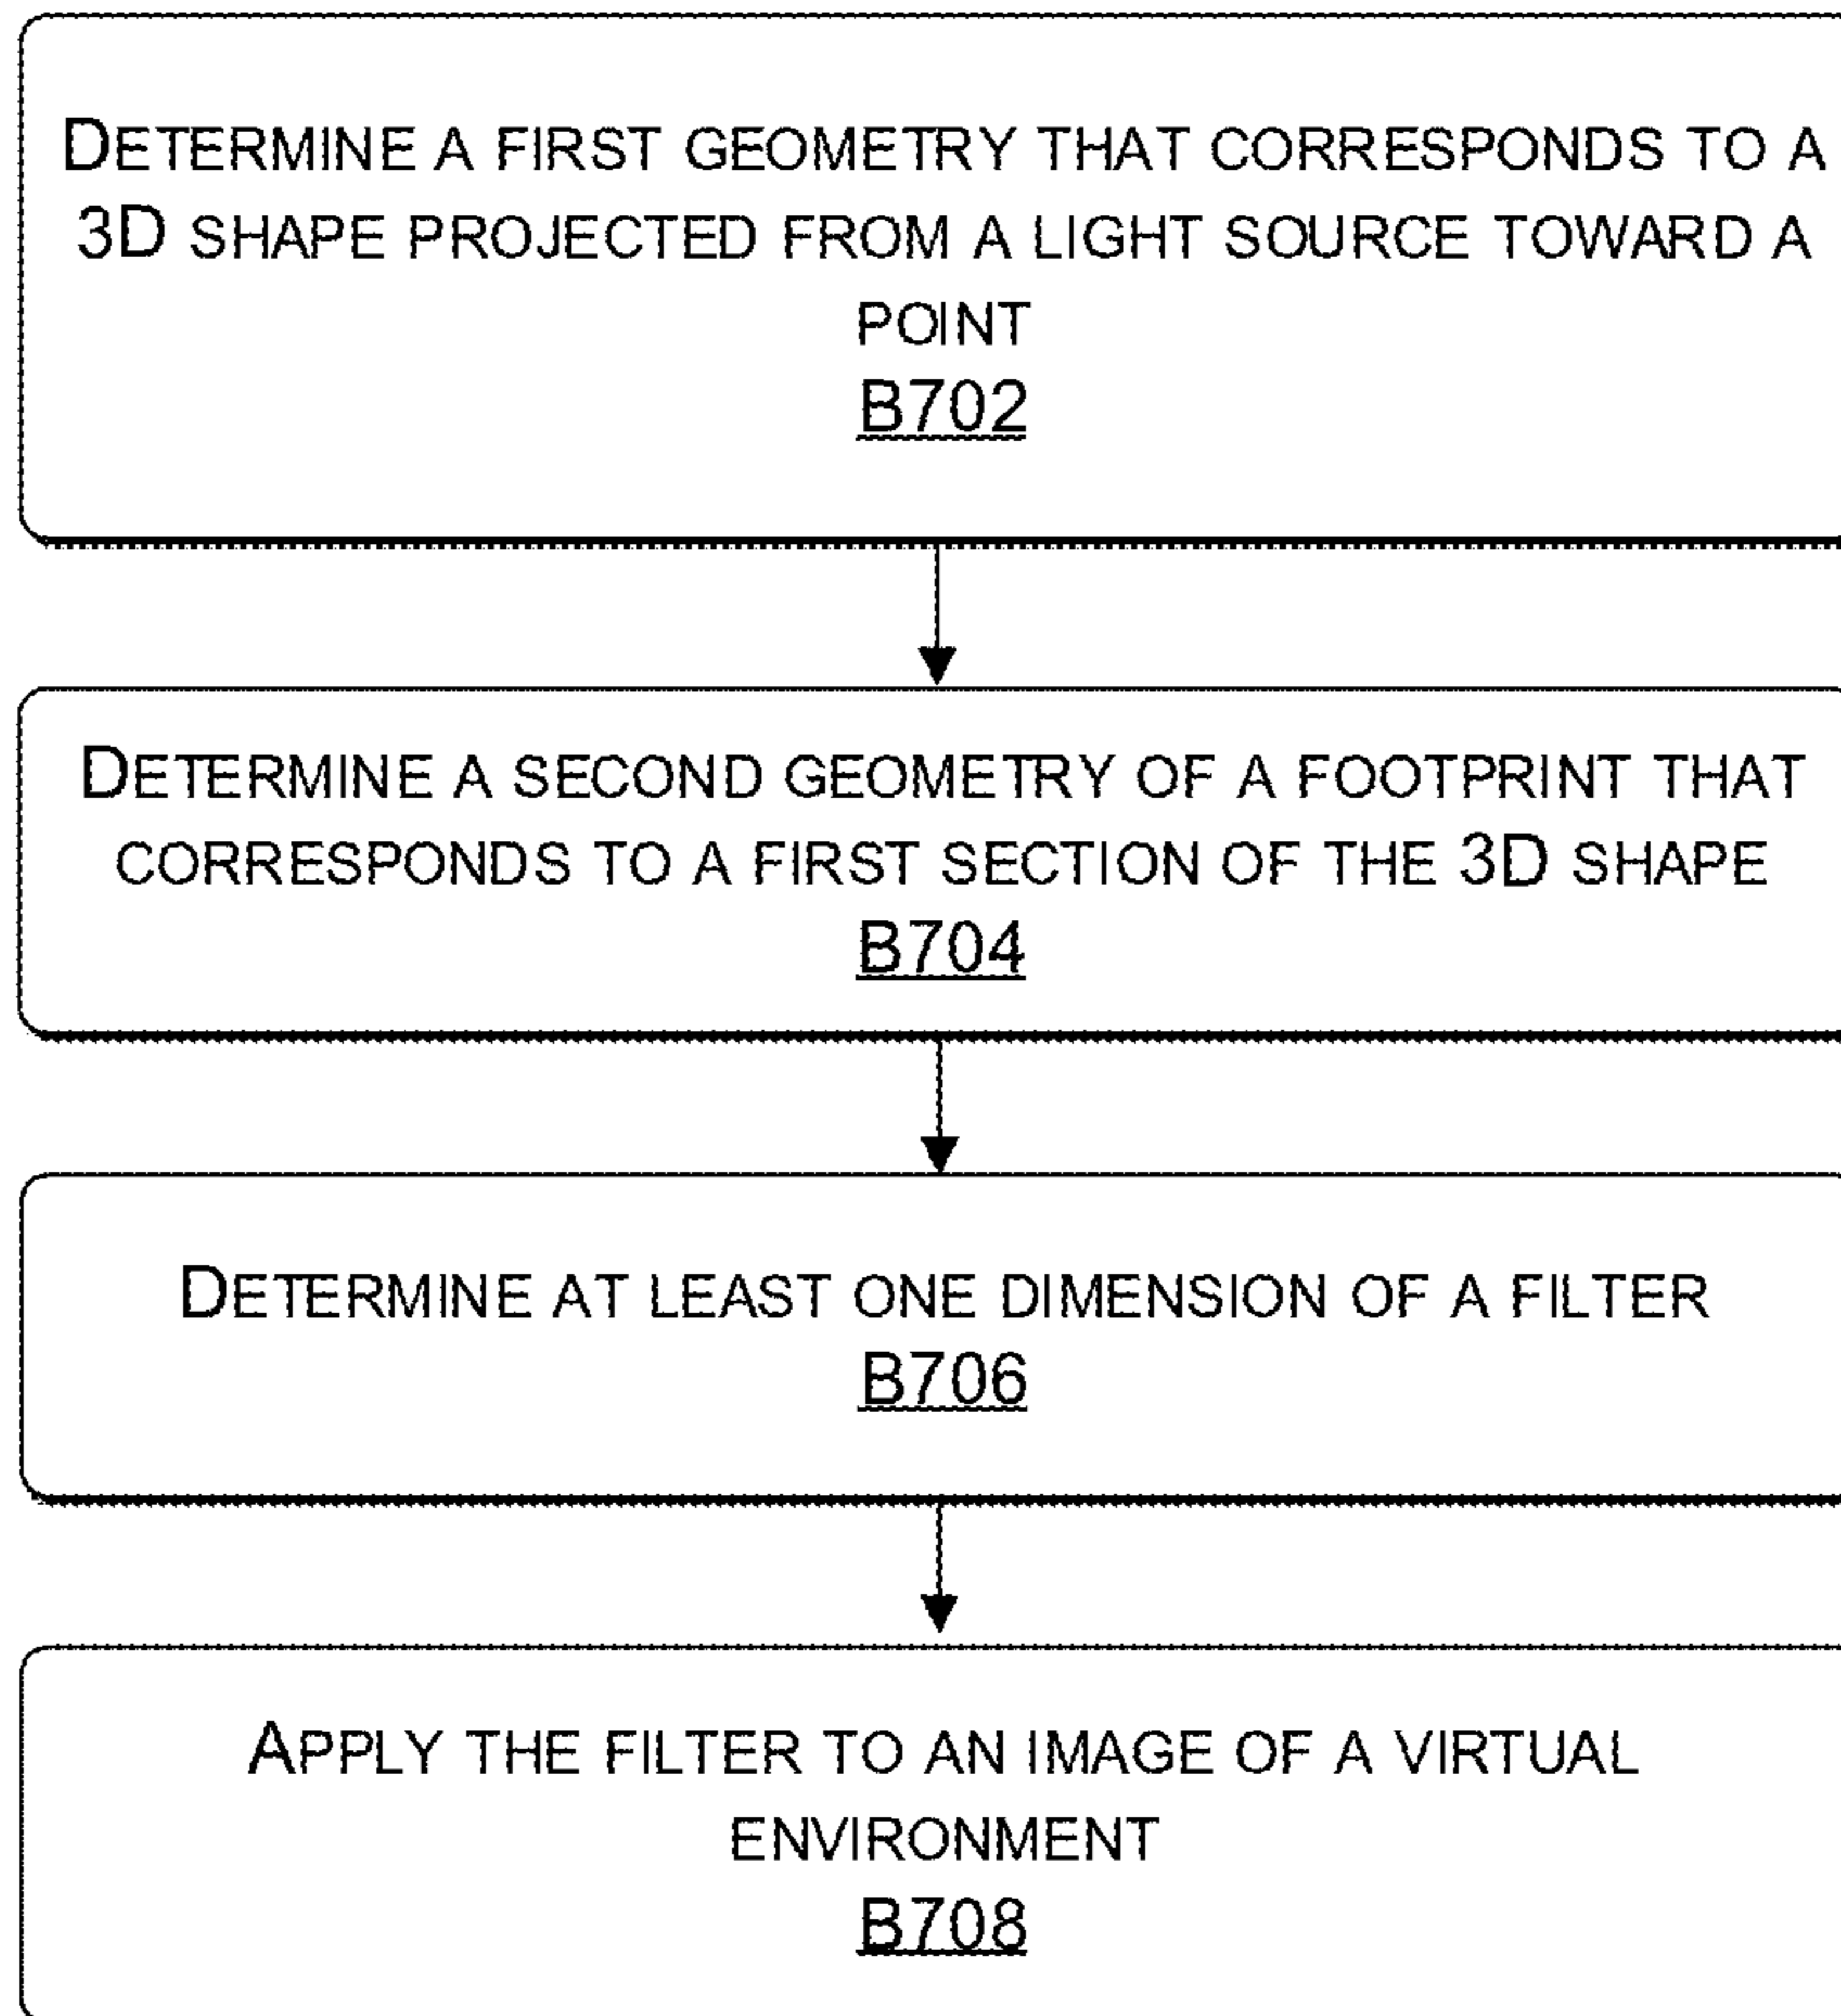 DETERMINE A FIRST GEOMETRY THAT CORRESPONDS TO A
3D SHAPE PROJECTED FROM A LIGHT SOURCE TOWARD A
POINT
B702
DETERMINE A SECOND GEOMETRY OF A FOOTPRINT THAT
CORRESPONDS TO A FIRST SECTION OF THE 3D SHAPE
B704
DETERMINE AT LEAST ONE DIMENSION OF A FILTER
B706
APPLY THE FILTER TO AN IMAGE OF A VIRTUAL
ENVIRONMENT
B708